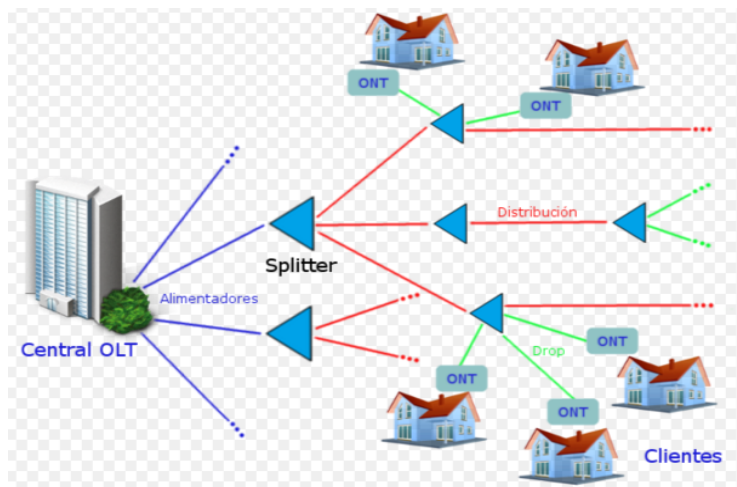 ONT
ONT
Distribución
Splitter
Alimentadores
Central OLT
ONT
Drop
ONT
ONT
Clientes